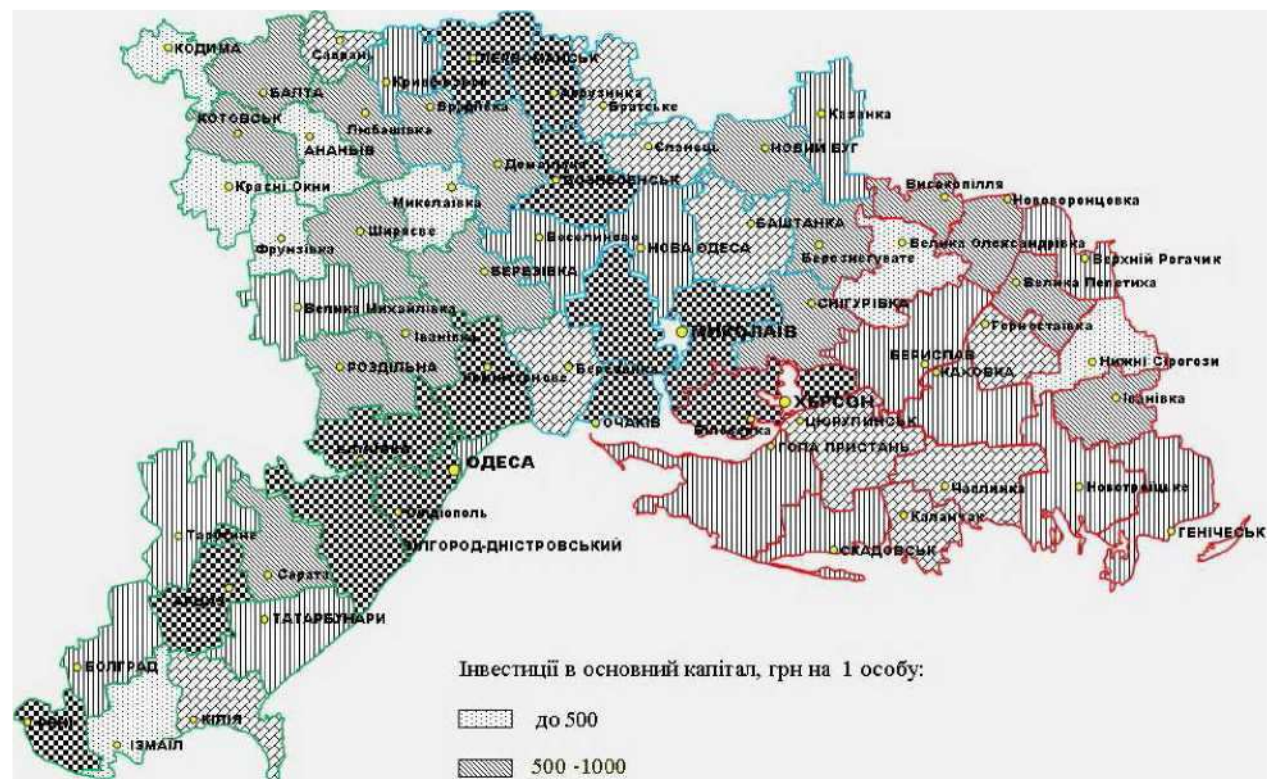 КОДИМА
Саврань
ПЕРВОМАЙСЬК
БАЛТА
Криве Озеро
Арбузинка
Братське
Казанка
КОТОВСЬК
Любашівка
Врадіївка
АНАНЬЇВ
Єланець
НОВИЙ БУГ
Доманівка
ВОЗНЕСЕНСЬК
Красні Окни
Миколаївка
Високопілля
Нововоронцовка
Фрунзівка
Ширяєве
Веселинове
НОВА ОДЕСА
БАШТАНКА
Березнегувате
Велика Олександрівка
Верхній Рогачик
БЕРЕЗІВКА
Велика Лепетиха
Велика Михайлівка
СНІГУРІВКА
Іванівка
МИКОЛАЇВ
Горностаївка
РОЗДІЛЬНА
Березанка
БЕРИСЛАВ
КАХОВКА
Нижні Сірогози
ХЕРСОН
Іванівка
ОЧАКІВ
Білозерка
ЦЮРУПИНСЬК
ГОЛА ПРИСТАНЬ
ОДЕСА
Чаплинка
Новотроїцьке
Овідіополь
Каланчак
ГЕНІЧЕСЬК
Тарутине
БІЛГОРОД-ДНІСТРОВСЬКИЙ
СКАДОВСЬК
Сарата
ТАТАРБУНАРИ
БОЛГРАД
РЕНІ
КІЛІЯ
ІЗМАЇЛ
Інвестиції в основний капітал, грн на 1 особу:
до 500
500 -1000